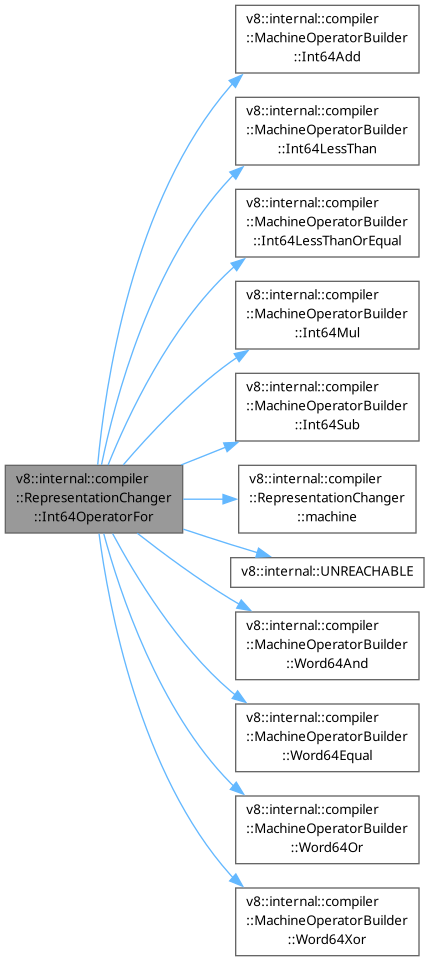 v8::internal::compiler
::MachineOperatorBuilder
::Int64Add
v8::internal::compiler
::MachineOperatorBuilder
::Int64LessThan
v8::internal::compiler
::MachineOperatorBuilder
::Int64LessThanOrEqual
v8::internal::compiler
::MachineOperatorBuilder
::Int64Mul
v8::internal::compiler
::MachineOperatorBuilder
::Int64Sub
v8::internal::compiler
::RepresentationChanger
::Int64OperatorFor
v8::internal::compiler
::RepresentationChanger
::machine
v8::internal::UNREACHABLE
v8::internal::compiler
::MachineOperatorBuilder
::Word64And
v8::internal::compiler
::MachineOperatorBuilder
::Word64Equal
v8::internal::compiler
::MachineOperatorBuilder
::Word64Or
v8::internal::compiler
::MachineOperatorBuilder
::Word64Xor